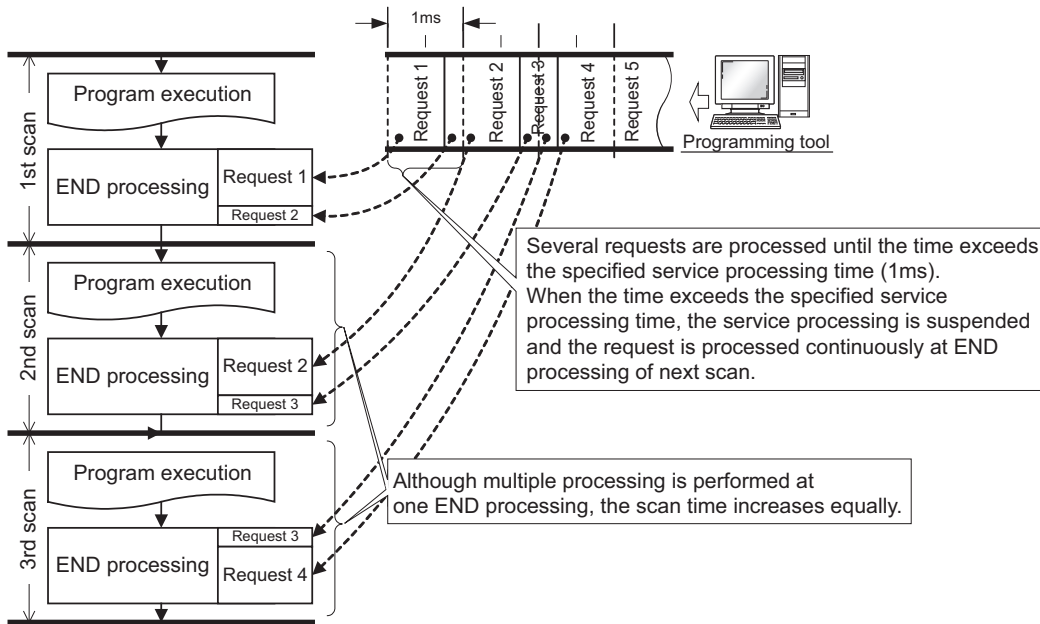 1ms
Request 1
Request 2
Request 3
Request 4
Request 5
Programming tool
1st scan
Program execution
END processing
Request 1
Request 2
2nd scan
Program execution
END processing
Request 2
Request 3
3rd scan
Program execution
END processing
Request 3
Request 4
Several requests are processed until the time exceeds
the specified service processing time (1ms).
When the time exceeds the specified service
processing time, the service processing is suspended
and the request is processed continuously at END
processing of next scan.
Although multiple processing is performed at
one END processing, the scan time increases equally.